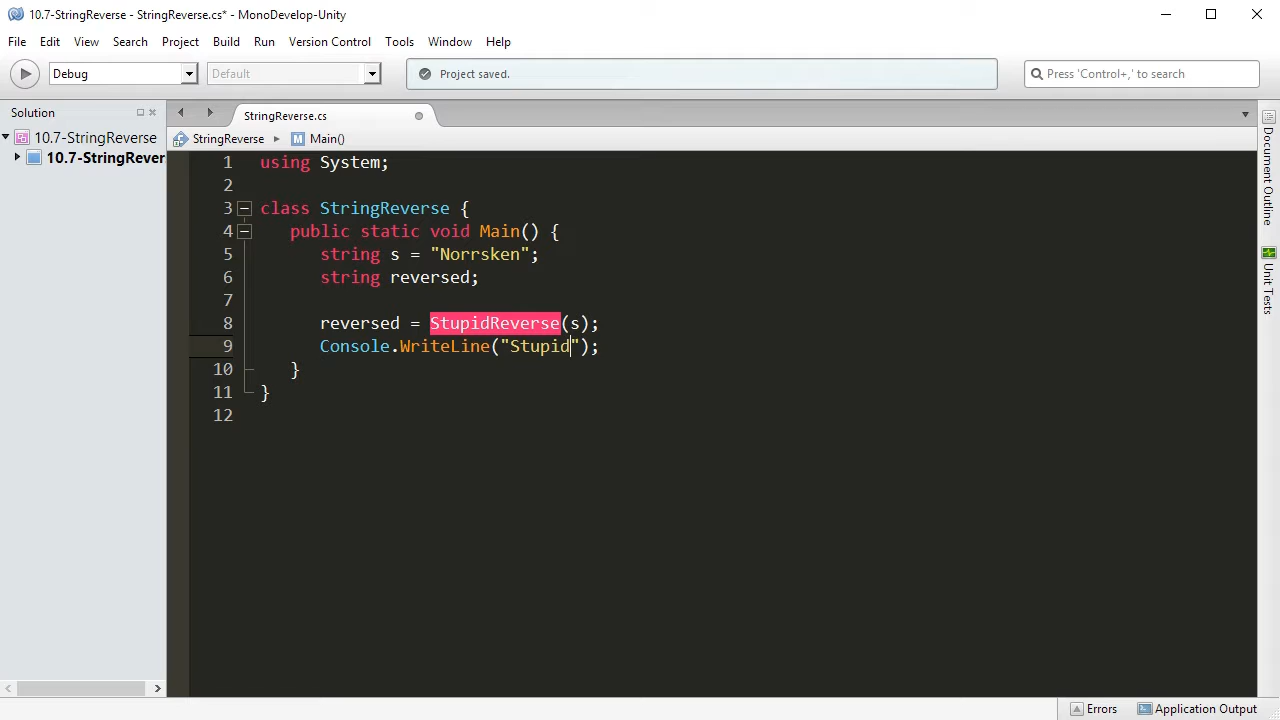 10.7-StringReverse - StringReverse.cs* - MonoDevelop-Unity
File Edit View Search Project Build Run Version Control Tools Window Help
Debug Default Project saved. Press 'Control+,' to search
Solution StringReverse.cs
10.7-StringReverse StringReverse Main()
10.7-StringRever
1 using System;
2
3 class StringReverse {
4 public static void Main() {
5 string s = "Norrsken";
6 string reversed;
7
8 reversed = StupidReverse(s);
9 Console.WriteLine("Stupid");
10 }
11 }
12
Document Outline
Unit Tests
Errors Application Output